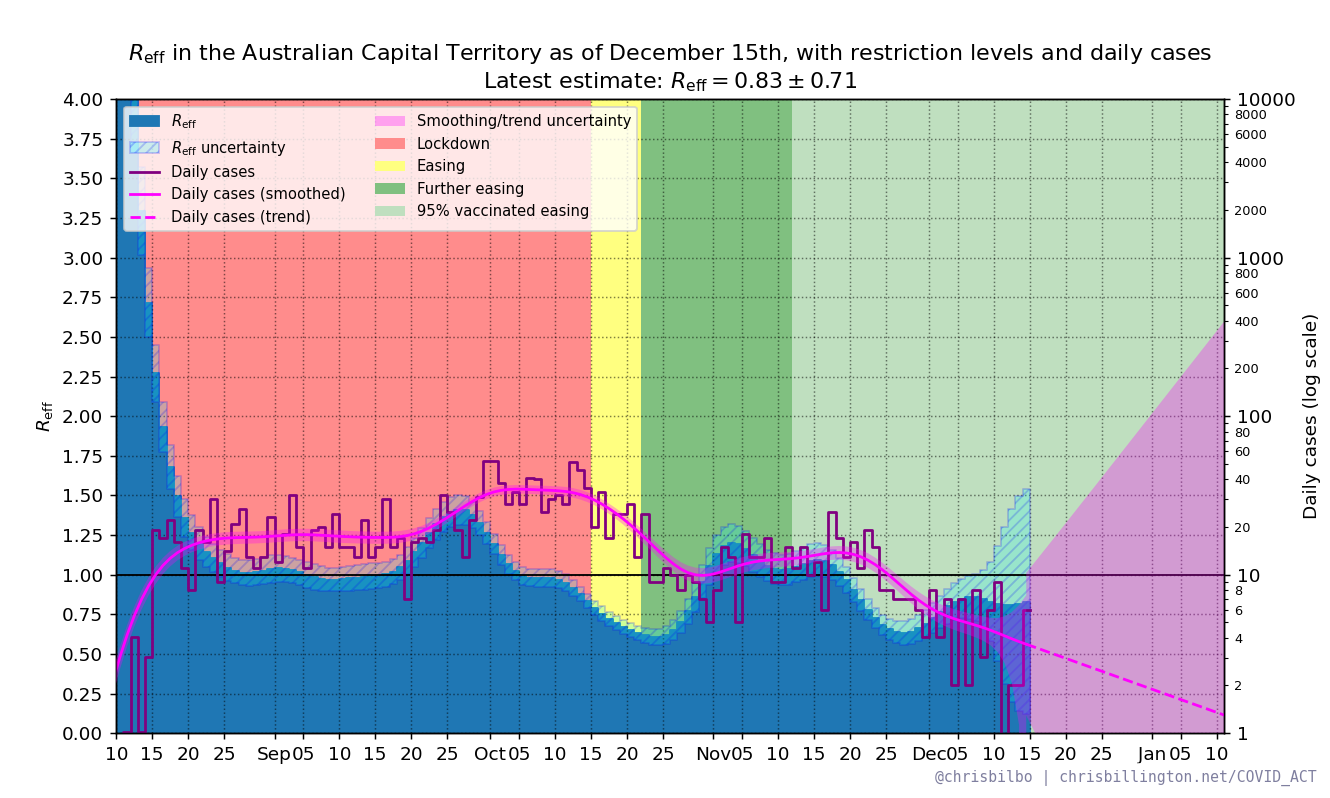 R_eff in the Australian Capital Territory as of December 15th, with restriction levels and daily cases
Latest estimate: R_eff = 0.83 ± 0.71
R_eff
R_eff uncertainty
Daily cases
Daily cases (smoothed)
Daily cases (trend)
Smoothing/trend uncertainty
Lockdown
Easing
Further easing
95% vaccinated easing
R_eff
4.00
3.75
3.50
3.25
3.00
2.75
2.50
2.25
2.00
1.75
1.50
1.25
1.00
0.75
0.50
0.25
0.00
10000
8000
6000
4000
2000
1000
800
600
400
200
100
80
60
40
20
10
8
6
4
2
1
Daily cases (log scale)
10 15 20 25 Sep 05 10 15 20 25 Oct 05 10 15 20 25 Nov 05 10 15 20 25 Dec 05 10 15 20 25 Jan 05 10
@chrisbilbo | chrisbillington.net/COVID_ACT